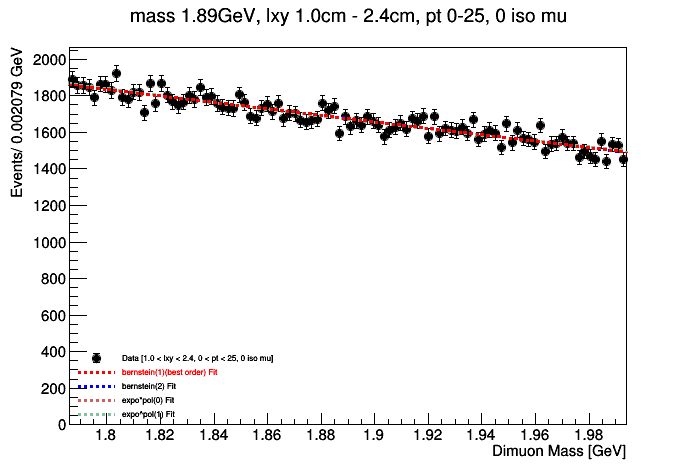 mass 1.89GeV, lxy 1.0cm - 2.4cm, pt 0-25, 0 iso mu
Events/ 0.002079 GeV
2000
1800
1600
1400
1200
1000
800
600
400
200
0
Data [1.0 < lxy < 2.4, 0 < pt < 25, 0 iso mu]
bernstein(1)(best order) Fit
bernstein(2) Fit
expo*pol(0) Fit
expo*pol(1) Fit
1.8 1.82 1.84 1.86 1.88 1.9 1.92 1.94 1.96 1.98
Dimuon Mass [GeV]